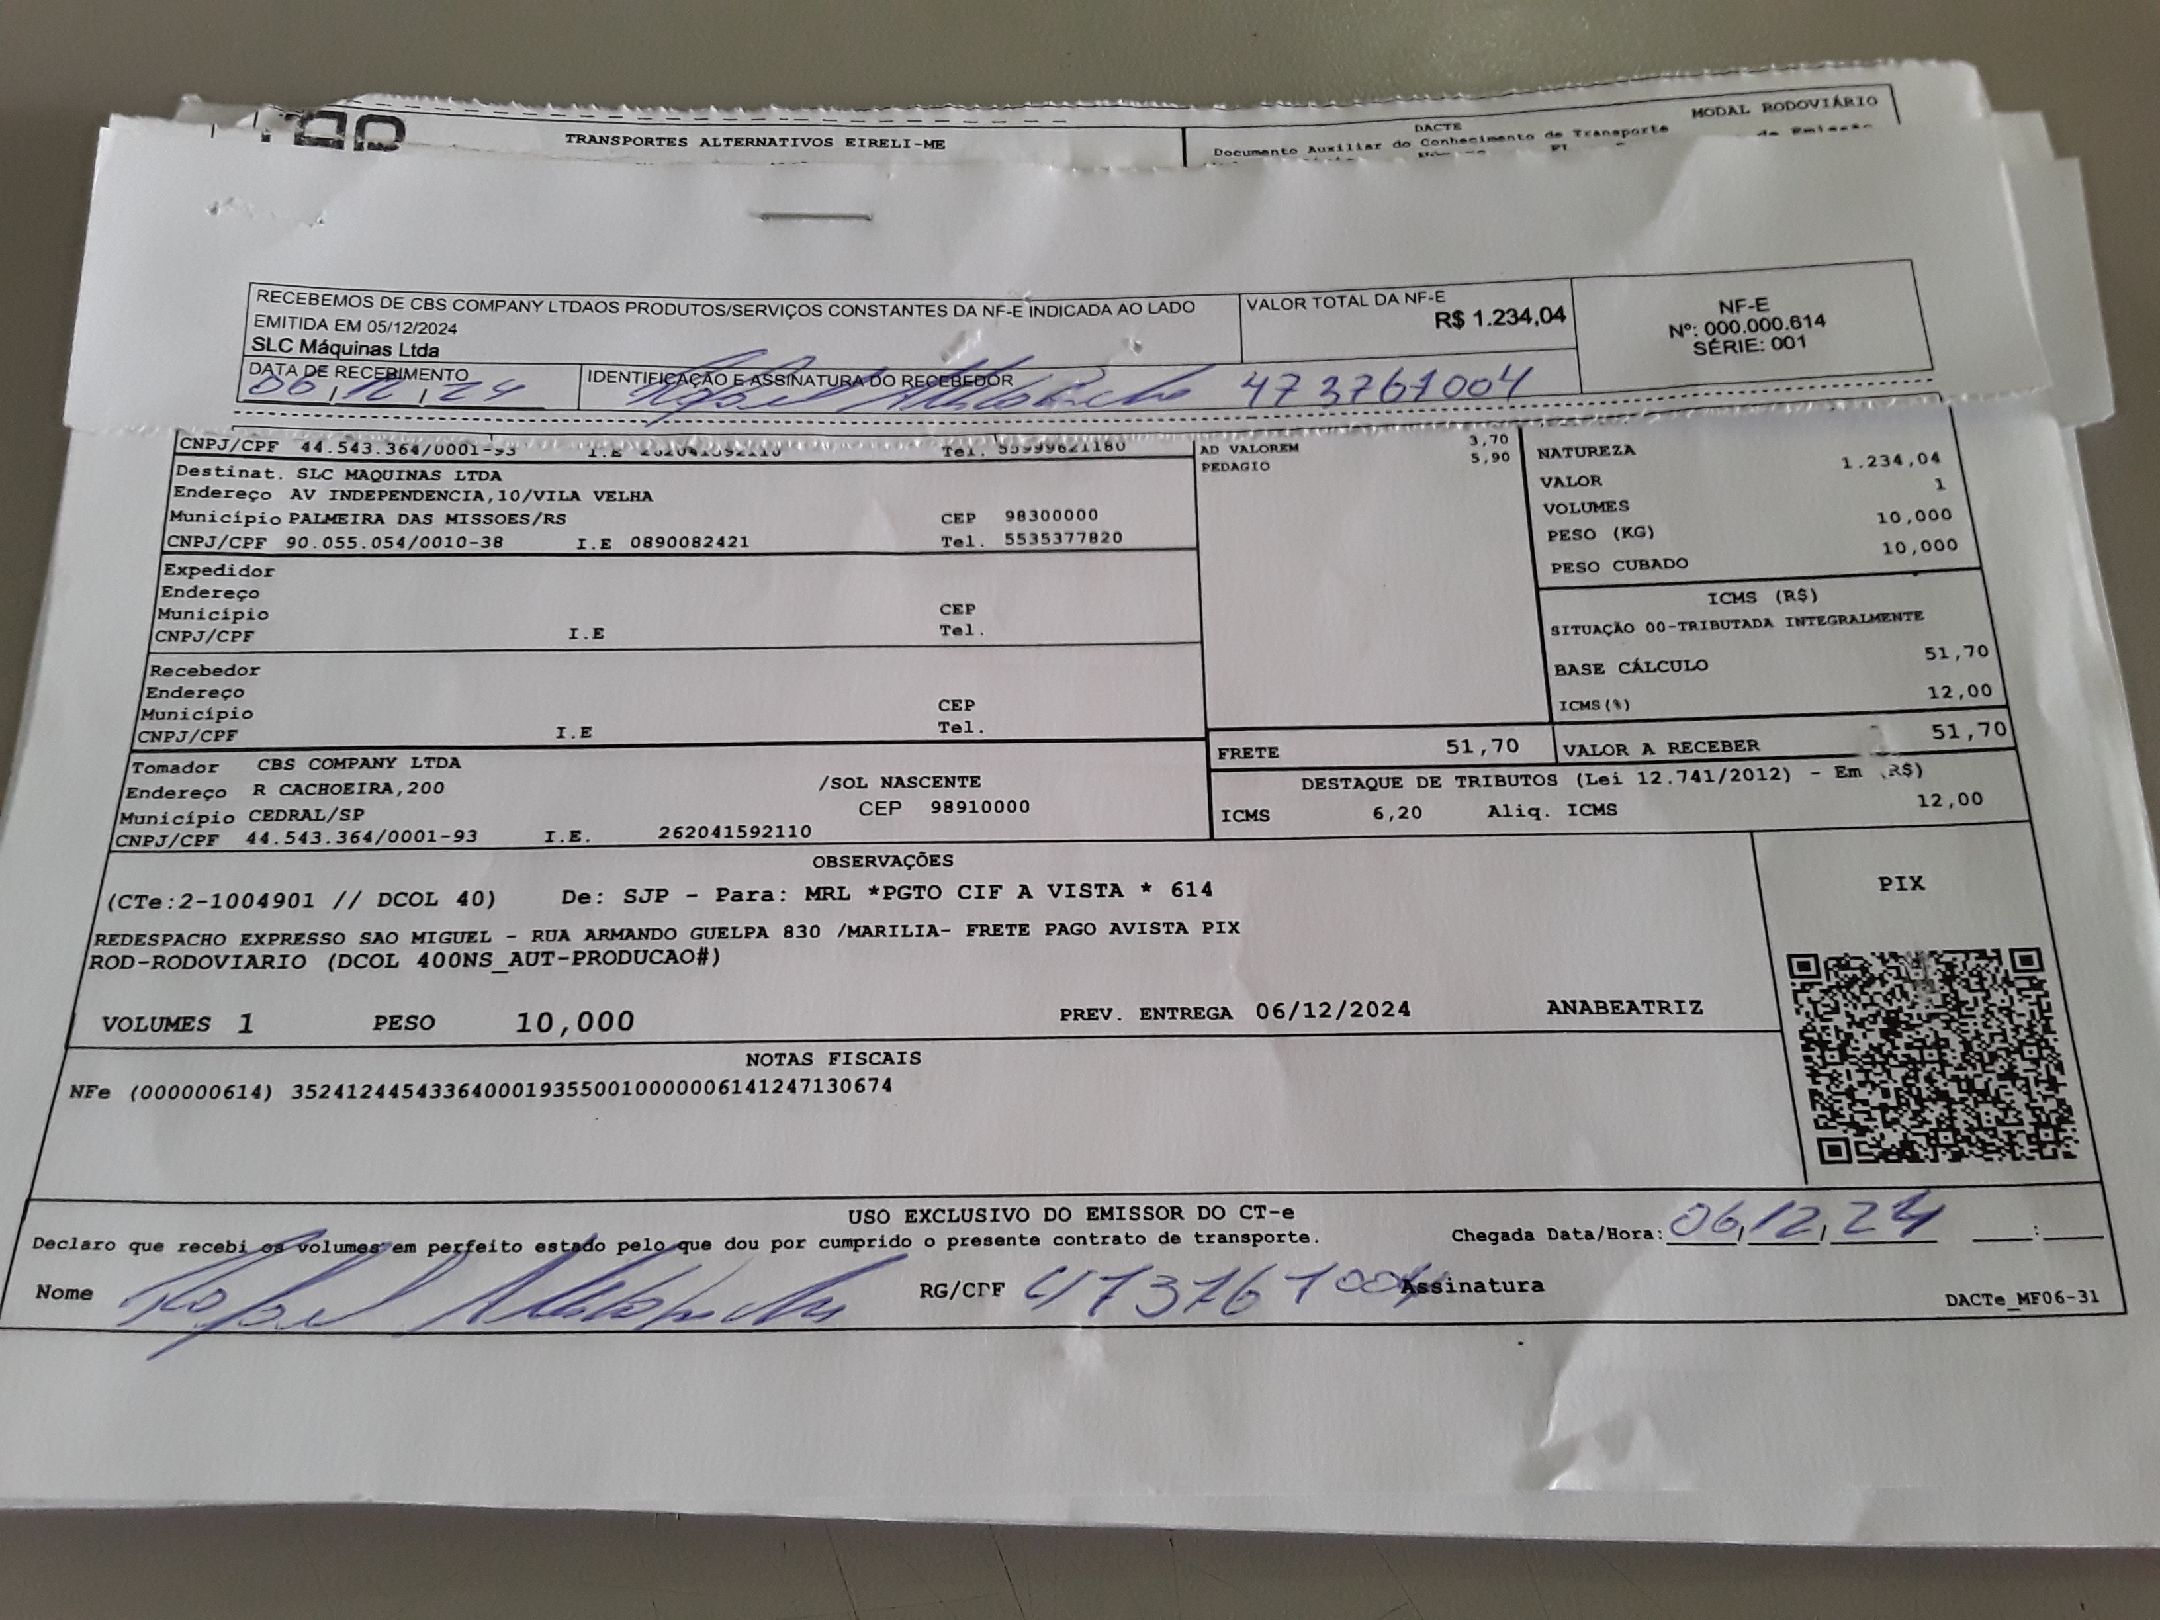 TRANSPORTES ALTERNATIVOS EIRELI-ME
DACTE
MODAL RODOVIÁRIO
Documento Auxiliar do Conhecimento de Transporte
de Emissão
RECEBEMOS DE CBS COMPANY LTDAOS PRODUTOS/SERVIÇOS CONSTANTES DA NF-E INDICADA AO LADO
EMITIDA EM 05/12/2024
SLC Máquinas Ltda
VALOR TOTAL DA NF-E
R$ 1.234,04
NF-E
Nº: 000.000.614
SÉRIE: 001
DATA DE RECEBIMENTO
06, 12, 24
IDENTIFICAÇÃO E ASSINATURA DO RECEBEDOR
473761004
CNPJ/CPF 44.543.364/0001-93 I.E 262041592110 Tel. 55999621180
Destinat. SLC MAQUINAS LTDA
Endereço AV INDEPENDENCIA,10/VILA VELHA
Município PALMEIRA DAS MISSOES/RS CEP 98300000
CNPJ/CPF 90.055.054/0010-38 I.E 0890082421 Tel. 5535377820
Expedidor
Endereço
Município CEP
CNPJ/CPF I.E Tel.
Recebedor
Endereço
Município CEP
CNPJ/CPF I.E Tel.
Tomador CBS COMPANY LTDA
Endereço R CACHOEIRA,200 /SOL NASCENTE
Município CEDRAL/SP CEP 98910000
CNPJ/CPF 44.543.364/0001-93 I.E. 262041592110
AD VALOREM 3,70
PEDAGIO 5,90
NATUREZA
VALOR 1.234,04
VOLUMES 1
PESO (KG) 10,000
PESO CUBADO 10,000
ICMS (R$)
SITUAÇÃO 00-TRIBUTADA INTEGRALMENTE
BASE CÁLCULO 51,70
ICMS(%) 12,00
FRETE 51,70 VALOR A RECEBER 51,70
DESTAQUE DE TRIBUTOS (Lei 12.741/2012) - Em (R$)
ICMS 6,20 Aliq. ICMS 12,00
OBSERVAÇÕES
(CTe:2-1004901 // DCOL 40) De: SJP - Para: MRL *PGTO CIF A VISTA * 614
REDESPACHO EXPRESSO SAO MIGUEL - RUA ARMANDO GUELPA 830 /MARILIA- FRETE PAGO AVISTA PIX
ROD-RODOVIARIO (DCOL 400NS_AUT-PRODUCAO#)
VOLUMES 1 PESO 10,000 PREV. ENTREGA 06/12/2024 ANABEATRIZ
PIX
NOTAS FISCAIS
NFe (000000614) 35241244543364000193550010000006141247130674
USO EXCLUSIVO DO EMISSOR DO CT-e
Declaro que recebi os volumes em perfeito estado pelo que dou por cumprido o presente contrato de transporte.
Chegada Data/Hora: 06, 12, 24 :
Nome Rafael RG/CPF 473761004 Assinatura
DACTe_MF06-31